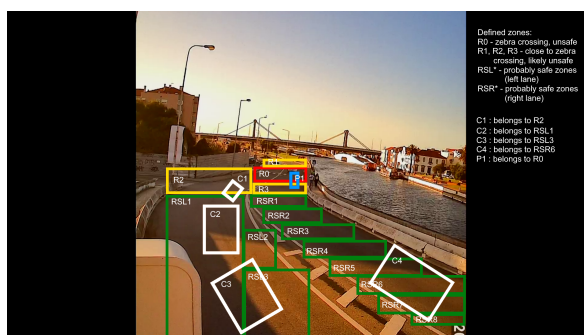 Defined zones:
R0 - zebra crossing, unsafe
R1, R2, R3 - close to zebra
crossing, likely unsafe
RSL* - probably safe zones
(left lane)
RSR* - probably safe zones
(right lane)
C1 : belongs to R2
C2 : belongs to RSL1
C3 : belongs to RSL3
C4 : belongs to RSR6
P1 : belongs to R0
R1
R0
P1
R2
C1
R3
RSL1
RSR1
C2
RSR2
RSL2
RSR3
RSR4
C4
RSR5
RSL3
C3
RSR6
RSR7
RSR8